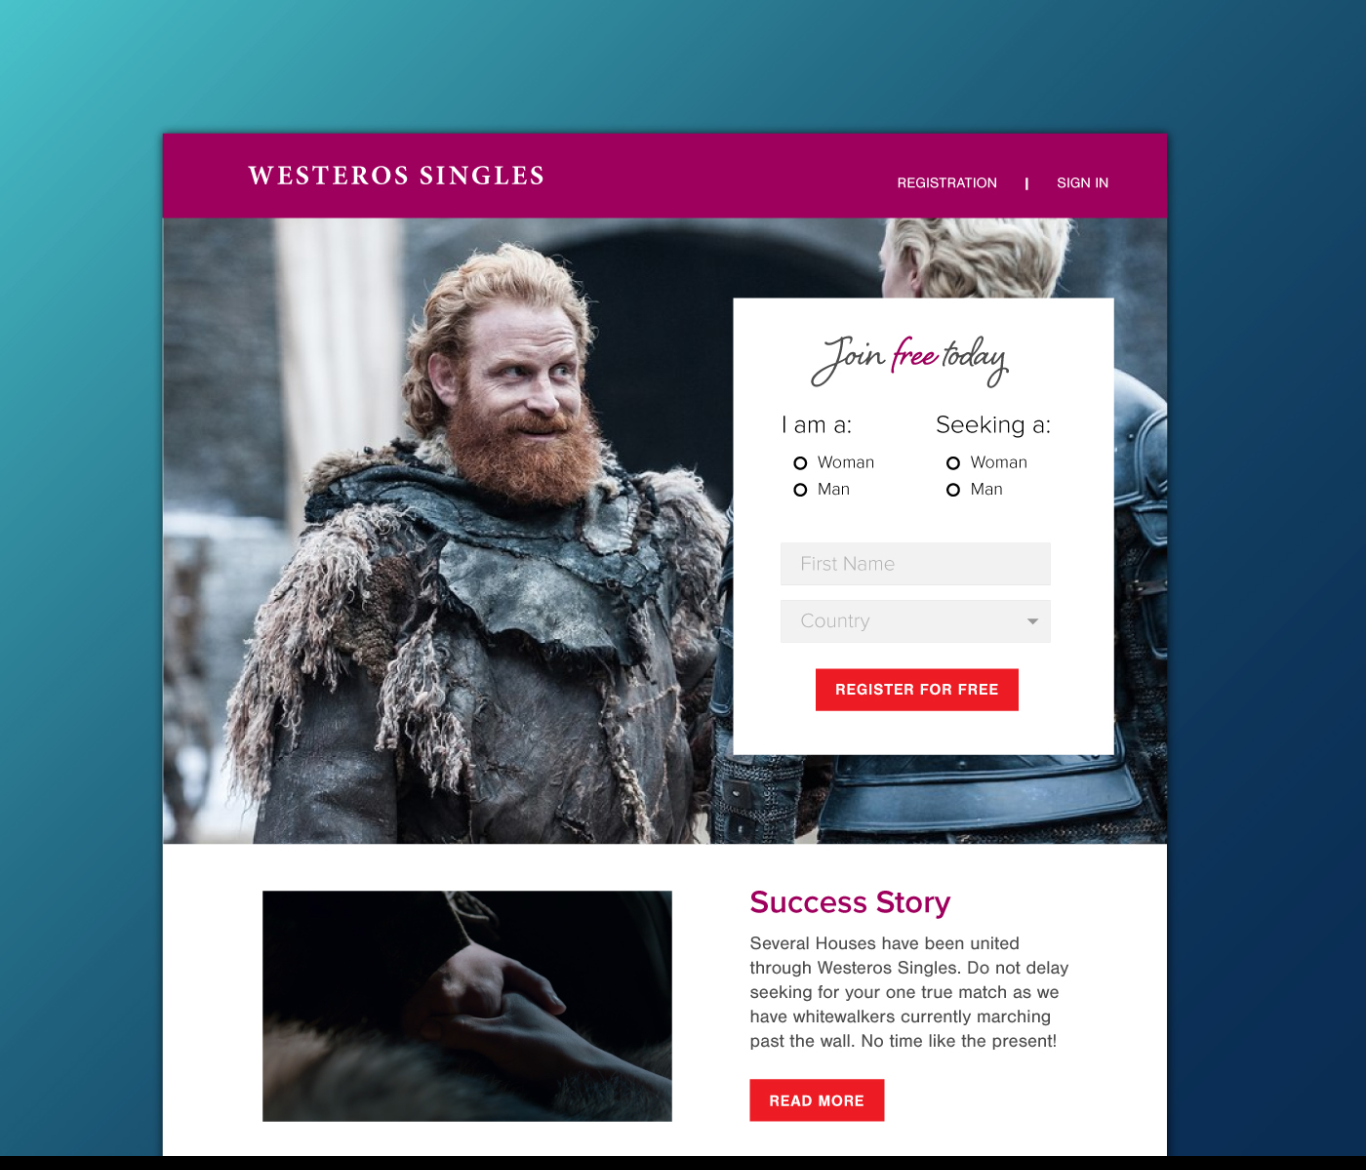 WESTEROS SINGLES
REGISTRATION | SIGN IN
Join free today
I am a: Seeking a:
Woman Woman
Man Man
First Name
Country
REGISTER FOR FREE
Success Story
Several Houses have been united
through Westeros Singles. Do not delay
seeking for your one true match as we
have whitewalkers currently marching
past the wall. No time like the present!
READ MORE